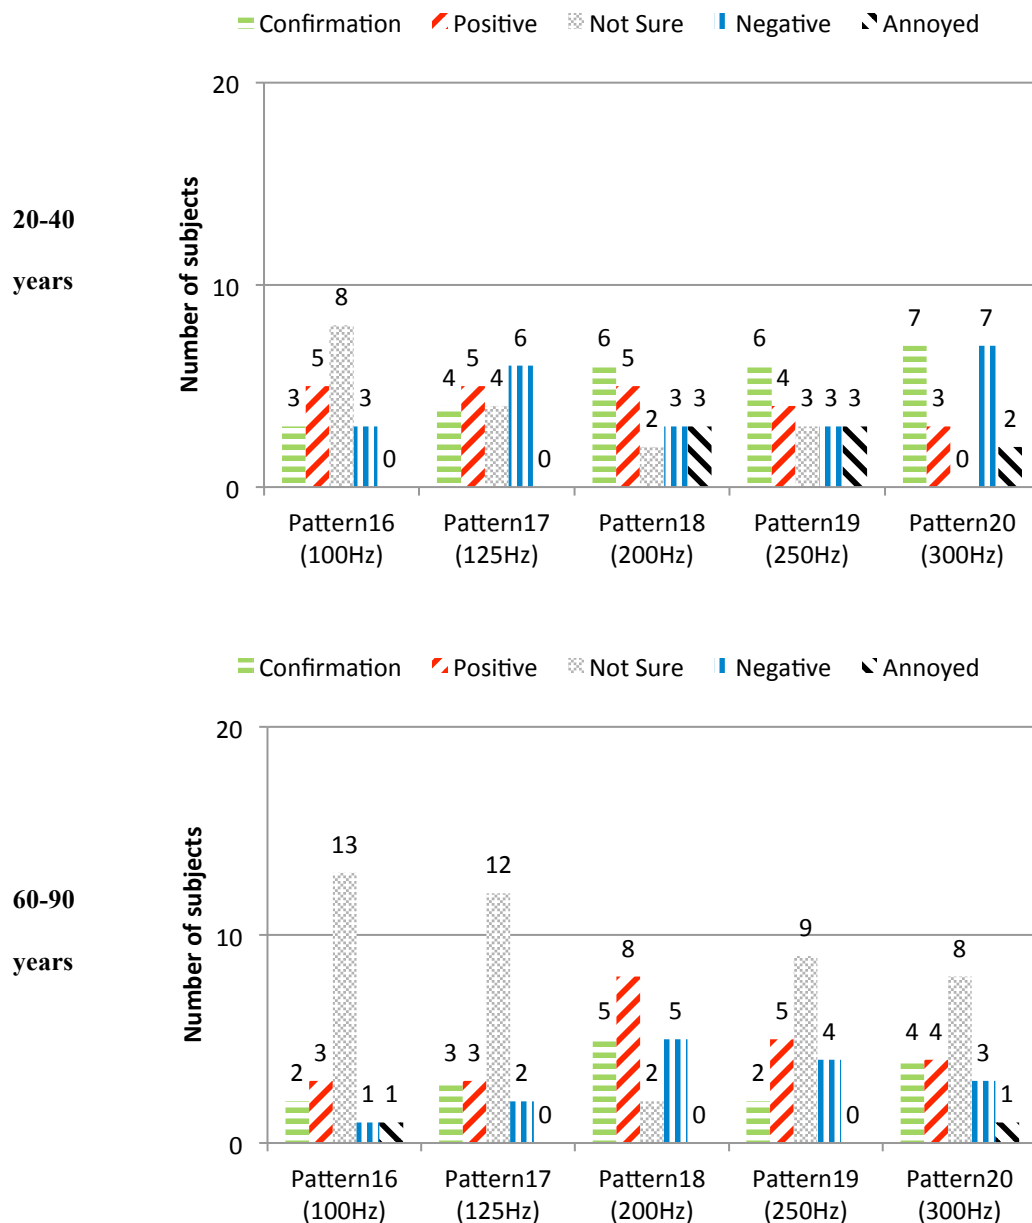 Confirmation Positive Not Sure Negative Annoyed
20-40
years
Number of subjects
20
10
0
3 5 8 3 0
4 5 4 6 0
6 5 2 3 3
6 4 3 3 3
7 3 0 7 2
Pattern16 Pattern17 Pattern18 Pattern19 Pattern20
(100Hz) (125Hz) (200Hz) (250Hz) (300Hz)
Confirmation Positive Not Sure Negative Annoyed
60-90
years
Number of subjects
20
10
0
2 3 13 1 1
3 3 12 2 0
5 8 2 5 0
2 5 9 4 0
4 4 8 3 1
Pattern16 Pattern17 Pattern18 Pattern19 Pattern20
(100Hz) (125Hz) (200Hz) (250Hz) (300Hz)